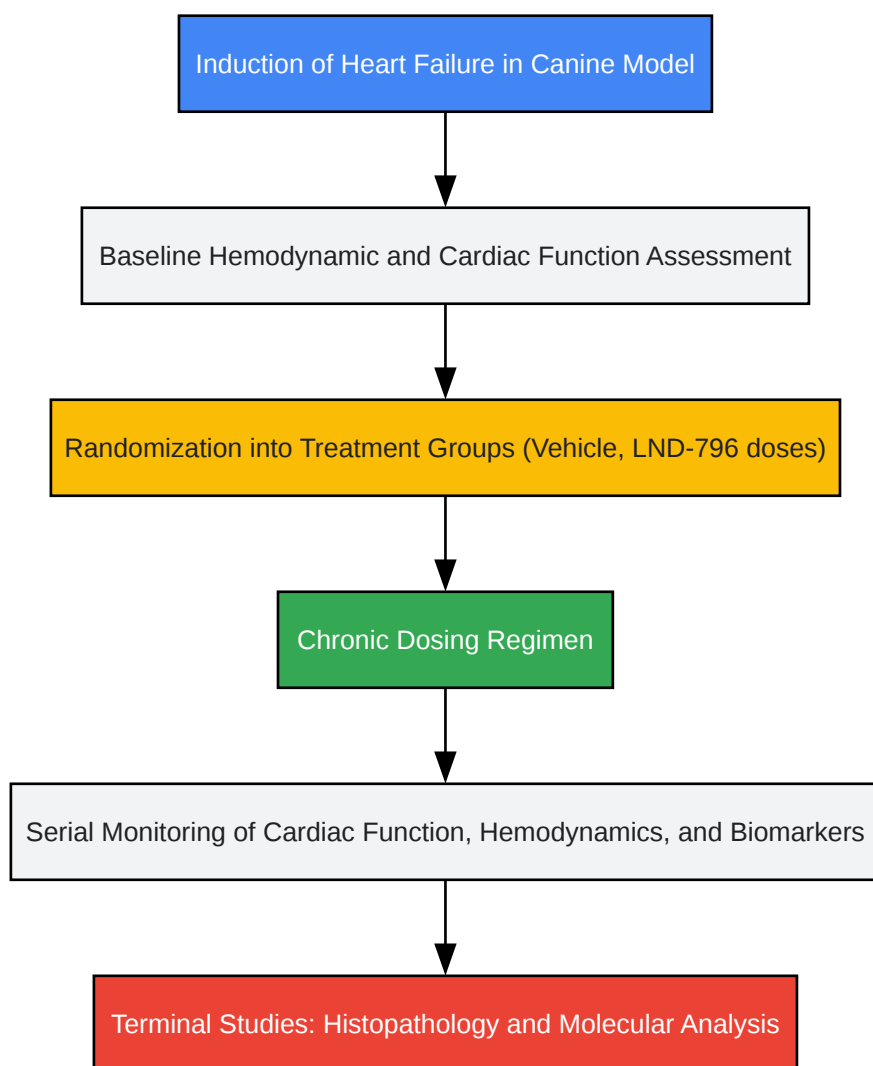 Induction of Heart Failure in Canine Model
Baseline Hemodynamic and Cardiac Function Assessment
Randomization into Treatment Groups (Vehicle, LND-796 doses)
Chronic Dosing Regimen
Serial Monitoring of Cardiac Function, Hemodynamics, and Biomarkers
Terminal Studies: Histopathology and Molecular Analysis